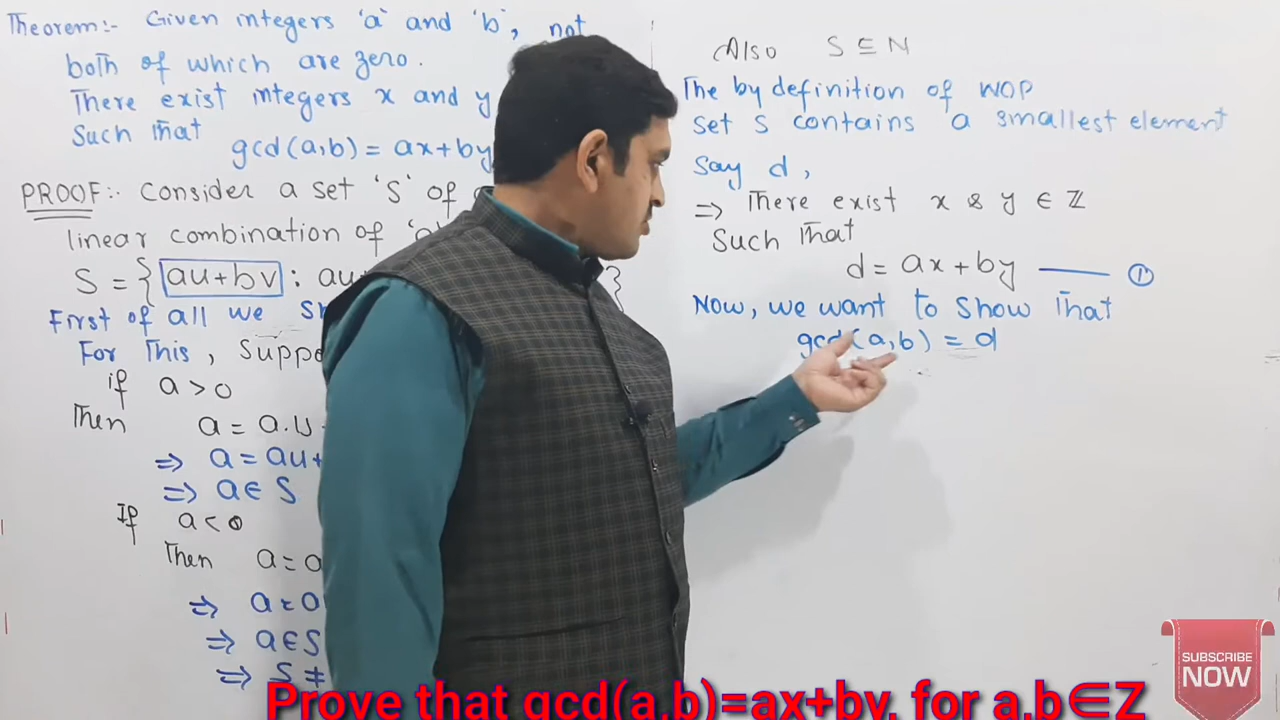 Theorem:- Given integers 'a' and 'b', not
both of which are zero.
There exist integers x and y
Such That
gcd(a,b) = ax+by
PROOF:- Consider a set 'S' of
linear combination of
S = { au+bv : au
First of all we
For This, Suppo
if a > 0
Then a = a.u
⇒ a = au+
⇒ a ∈ S
If a < 0
Then a = a
⇒ a = a
⇒ a ∈ S
⇒ S ≠
Also S ⊆ N
The by definition of WOP
Set S contains a smallest element
Say d,
⇒ There exist x & y ∈ ℤ
Such That
d = ax + by —— ①
Now, we want to Show That
gcd(a,b) = d
SUBSCRIBE
NOW
Prove that gcd(a,b)=ax+by, for a,b∈Z